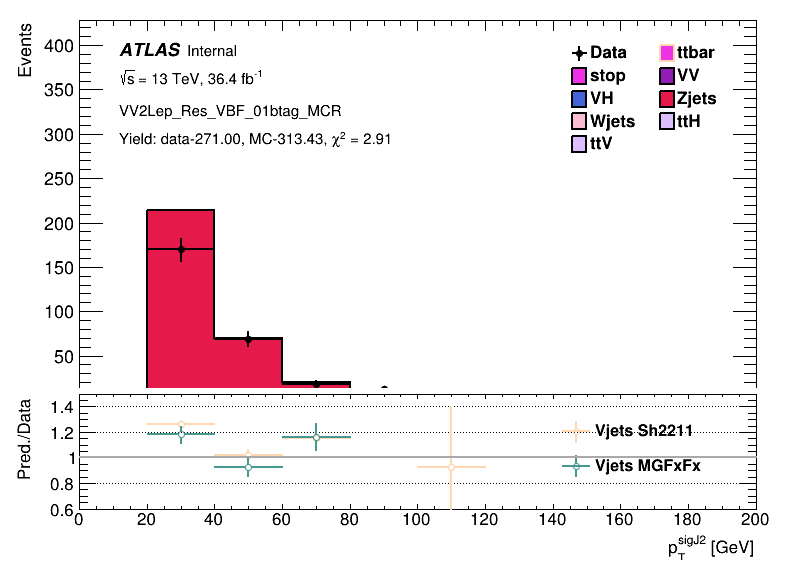 Events
400
350
300
250
200
150
100
50
ATLAS Internal
√s = 13 TeV, 36.4 fb⁻¹
VV2Lep_Res_VBF_01btag_MCR
Yield: data-271.00, MC-313.43, χ² = 2.91
Data
ttbar
stop
VV
VH
Zjets
Wjets
ttH
ttV
Pred./Data
1.4
1.2
1
0.8
0.6
Vjets Sh2211
Vjets MGFxFx
0 20 40 60 80 100 120 140 160 180 200
p_T^sigJ2 [GeV]